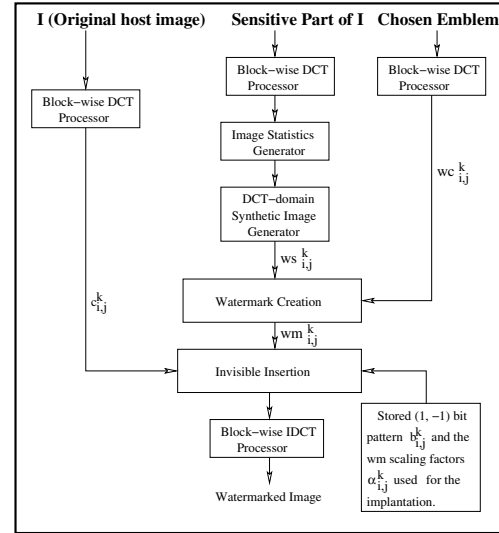 I (Original host image)
Sensitive Part of I
Chosen Emblem
Block-wise DCT
Processor
Block-wise DCT
Processor
Block-wise DCT
Processor
Image Statistics
Generator
DCT-domain
Synthetic Image
Generator
wc k i,j
ws k i,j
c k i,j
Watermark Creation
wm k i,j
Invisible Insertion
Block-wise IDCT
Processor
Watermarked Image
Stored (1, -1) bit
pattern b k i,j and the
wm scaling factors
α k i,j used for the
implantation.